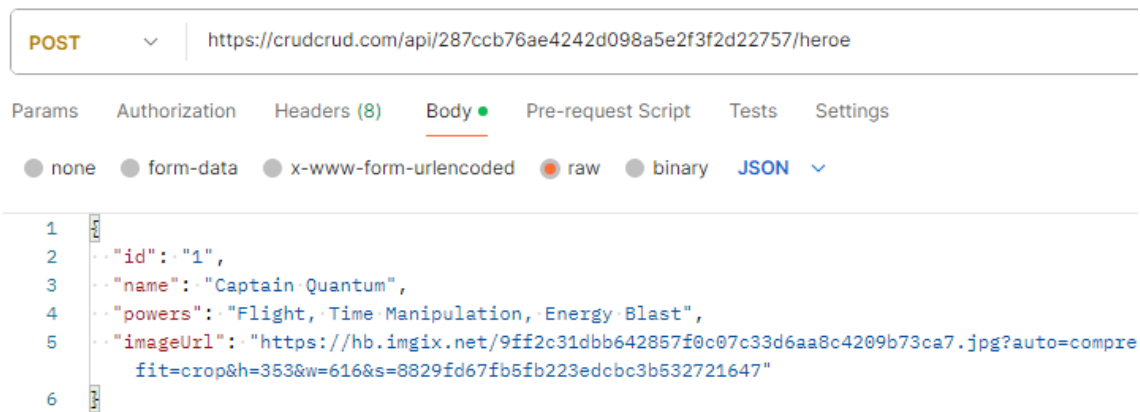 POST https://crudcrud.com/api/287ccb76ae4242d098a5e2f3f2d22757/heroe
Params Authorization Headers (8) Body Pre-request Script Tests Settings
none form-data x-www-form-urlencoded raw binary JSON
1 {
2 "id": "1",
3 "name": "Captain Quantum",
4 "powers": "Flight, Time Manipulation, Energy Blast",
5 "imageUrl": "https://hb.imgix.net/9ff2c31dbb642857f0c07c33d6aa8c4209b73ca7.jpg?auto=compre
fit=crop&h=353&w=616&s=8829fd67fb5fb223edcbc3b532721647"
6 }